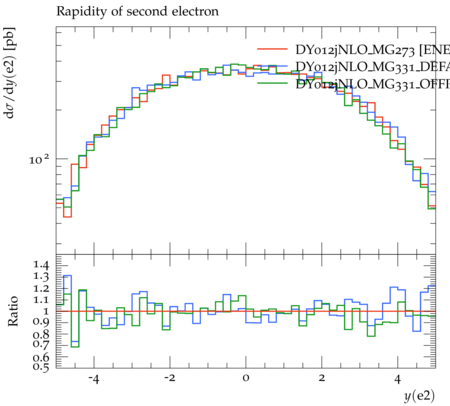 Rapidity of second electron
dσ/dy(e2) [pb]
DY012jNLO_MG273 [ENE
DY012jNLO_MG331_DEFA
DY012jNLO_MG331_OFFI
10²
Ratio
1.4
1.3
1.2
1.1
1
0.9
0.8
0.7
0.6
0.5
-4 -2 0 2 4
y(e2)